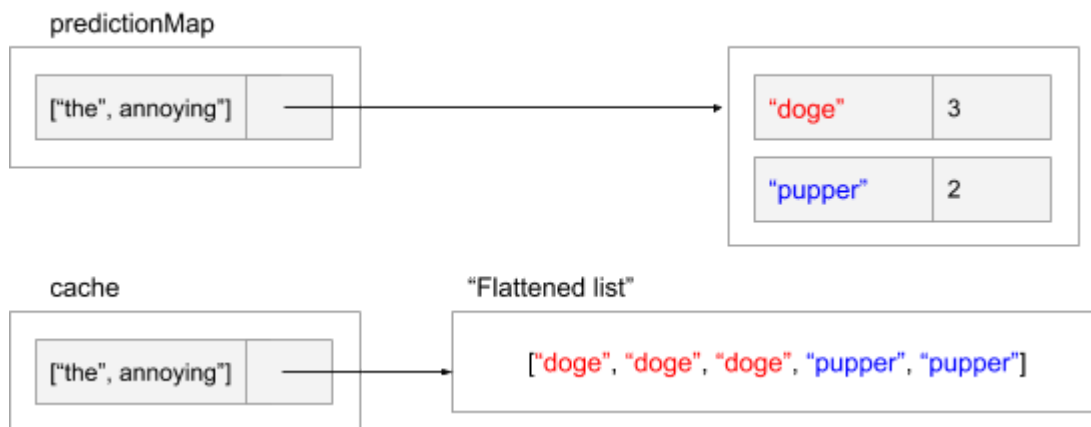 predictionMap
[“the”, annoying”]
“doge” 3
“pupper” 2
cache
“Flattened list”
[“the”, annoying”]
[“doge”, “doge”, “doge”, “pupper”, “pupper”]